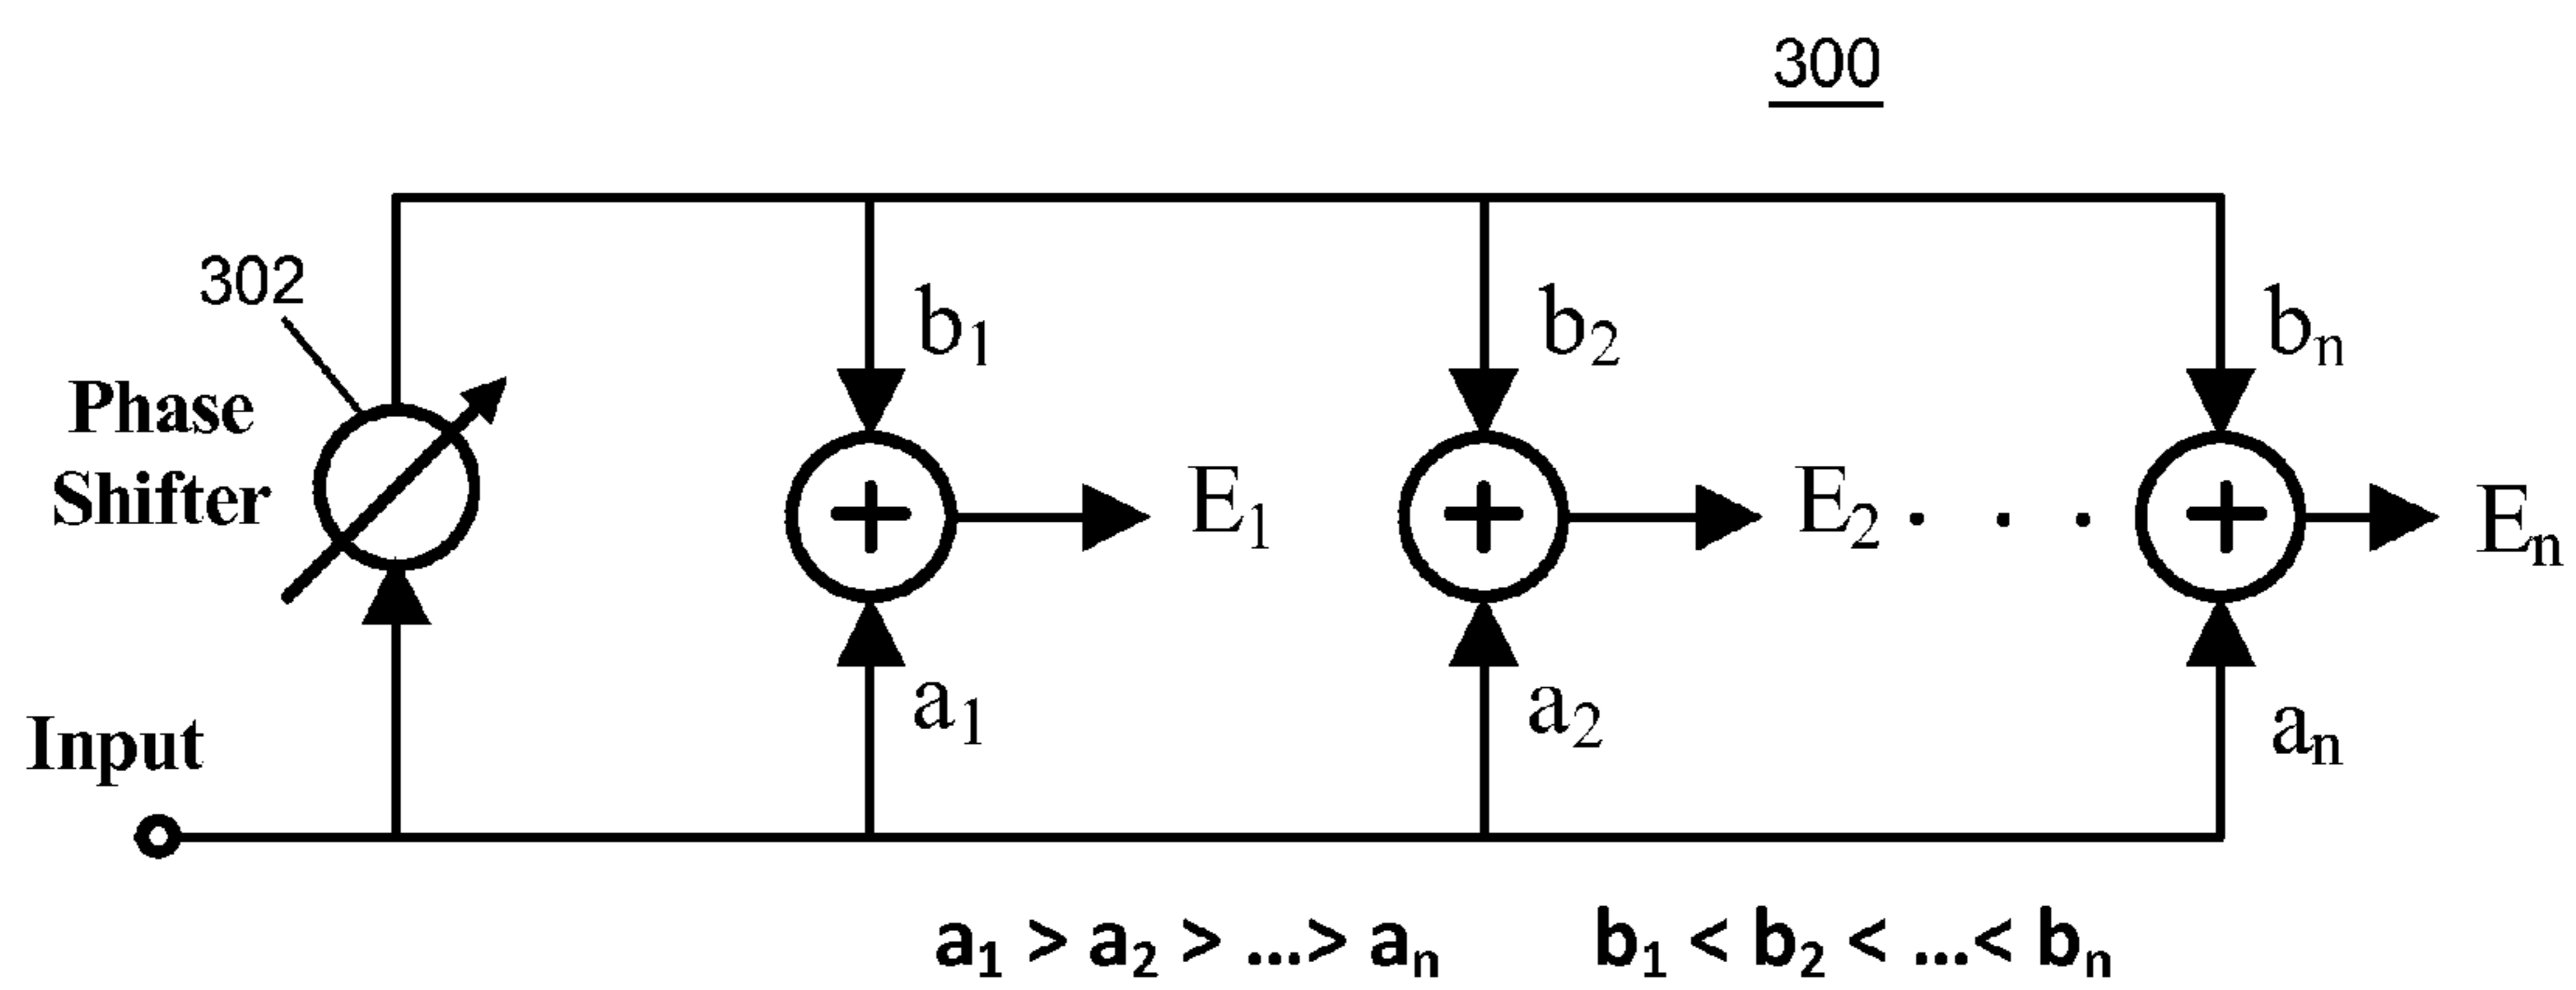 300
302
Phase
Shifter
Input
b₁
b₂
bₙ
+
+
+
E₁
E₂ . . .
Eₙ
a₁
a₂
aₙ
a₁ > a₂ > ...> aₙ
b₁ < b₂ < ...< bₙ